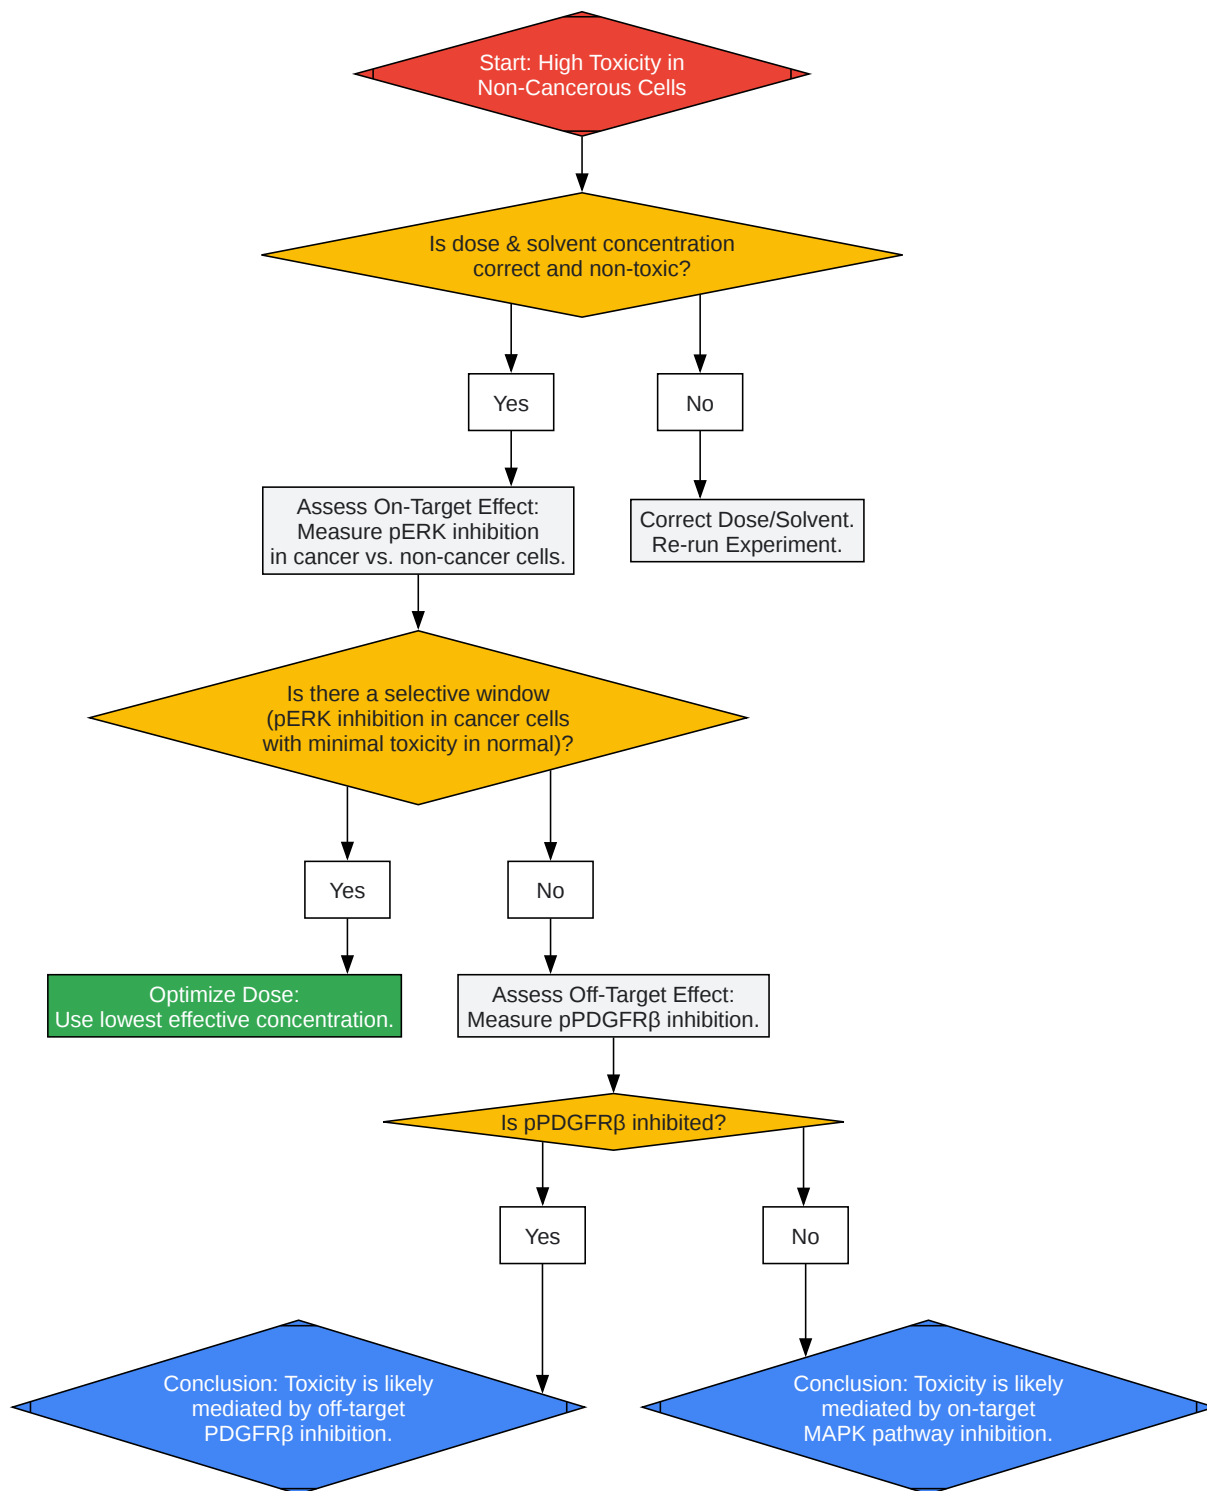 Start: High Toxicity in
Non-Cancerous Cells
Is dose & solvent concentration
correct and non-toxic?
Yes
No
Assess On-Target Effect:
Measure pERK inhibition
in cancer vs. non-cancer cells.
Correct Dose/Solvent.
Re-run Experiment.
Is there a selective window
(pERK inhibition in cancer cells
with minimal toxicity in normal)?
Yes
No
Optimize Dose:
Use lowest effective concentration.
Assess Off-Target Effect:
Measure pPDGFRβ inhibition.
Is pPDGFRβ inhibited?
Yes
No
Conclusion: Toxicity is likely
mediated by off-target
PDGFRβ inhibition.
Conclusion: Toxicity is likely
mediated by on-target
MAPK pathway inhibition.